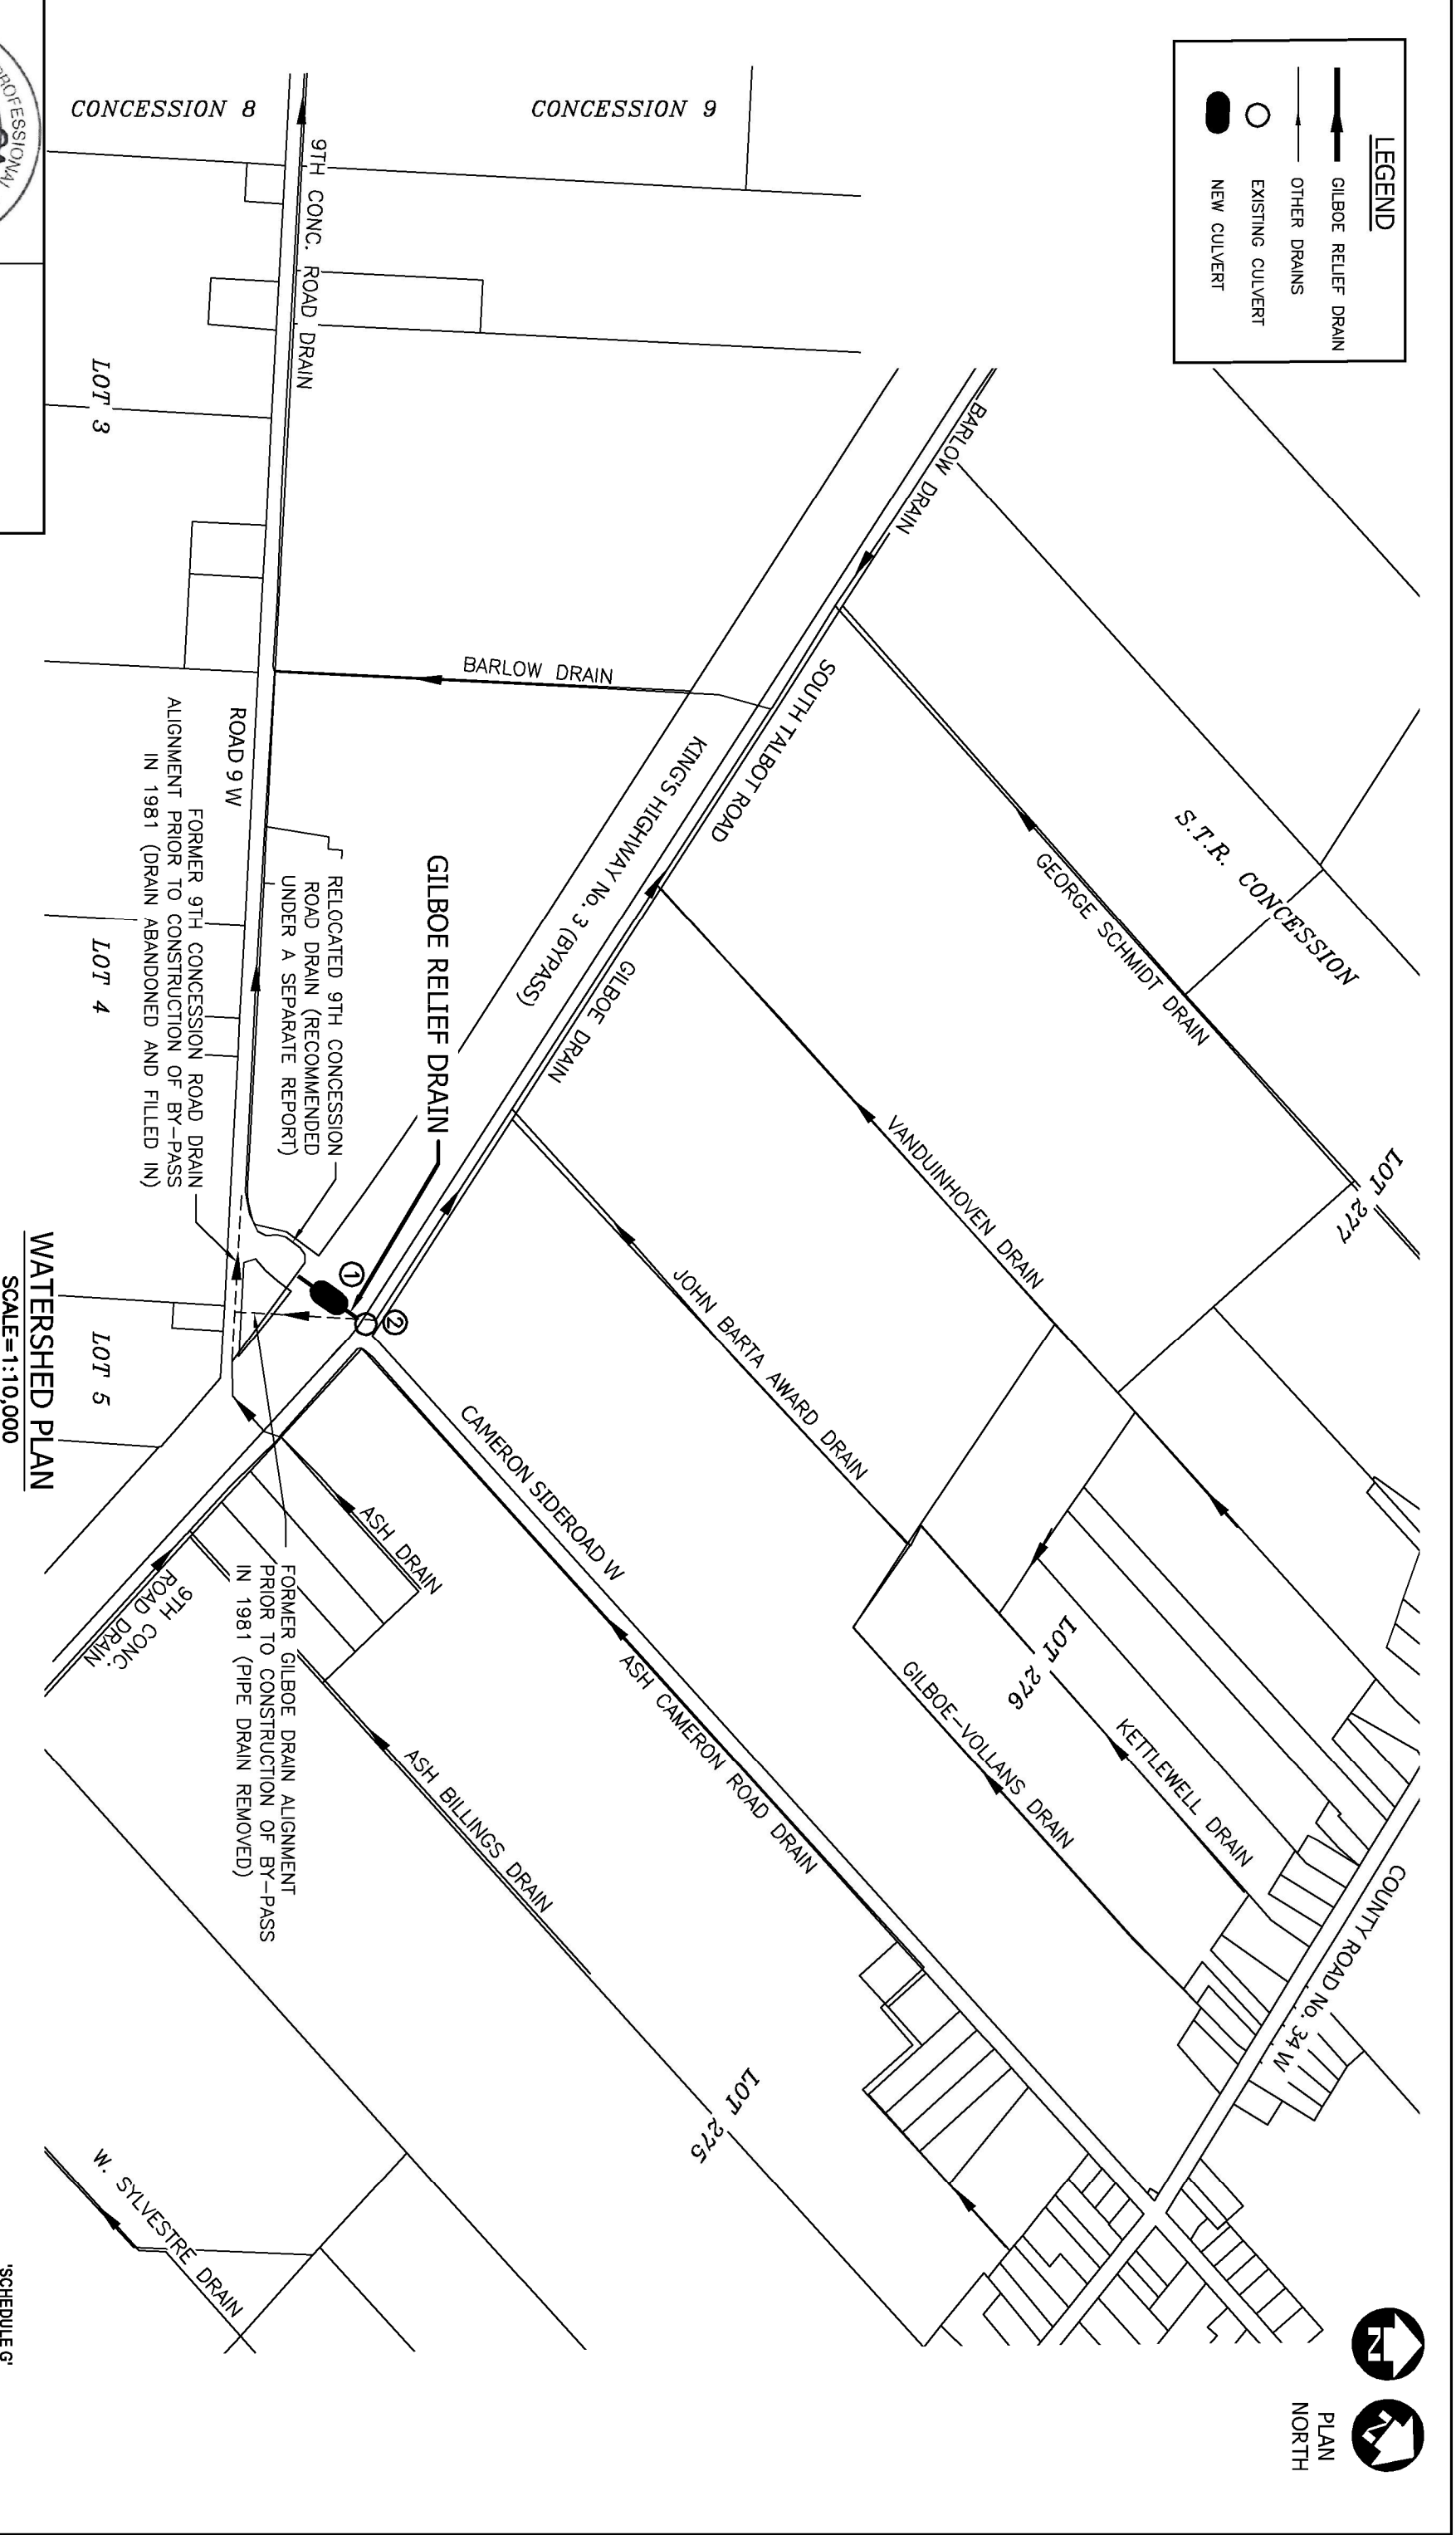 LEGEND
GILBOE RELIEF DRAIN
OTHER DRAINS
EXISTING CULVERT
NEW CULVERT
PLAN
NORTH
N
N
CONCESSION 9
CONCESSION 8
9TH CONC. ROAD DRAIN
LOT 3
BARLOW DRAIN
BARLOW DRAIN
SOUTH TALBOT ROAD
KING'S HIGHWAY No. 3 (BYPASS)
GILBOE DRAIN
S.T.R. CONCESSION
GEORGE SCHMIDT DRAIN
LOT 277
VANDUINHOVEN DRAIN
JOHN BARTA AWARD DRAIN
ROAD 9 W
FORMER 9TH CONCESSION ROAD DRAIN
ALIGNMENT PRIOR TO CONSTRUCTION OF BY-PASS
IN 1981 (DRAIN ABANDONED AND FILLED IN)
RELOCATED 9TH CONCESSION
ROAD DRAIN (RECOMMENDED
UNDER A SEPARATE REPORT)
GILBOE RELIEF DRAIN
LOT 4
1
2
LOT 5
CAMERON SIDEROAD W
ASH CAMERON ROAD DRAIN
ASH DRAIN
9TH CONC.
ROAD DRAIN
FORMER GILBOE DRAIN ALIGNMENT
PRIOR TO CONSTRUCTION OF BY-PASS
IN 1981 (PIPE DRAIN REMOVED)
ASH BILLINGS DRAIN
LOT 276
GILBOE-VOLLANS DRAIN
KETTLEWELL DRAIN
COUNTY ROAD No. 34 W
LOT 275
W. SYLVESTRE DRAIN
WATERSHED PLAN
SCALE=1:10,000
'SCHEDULE G'
PROFESSIONAL